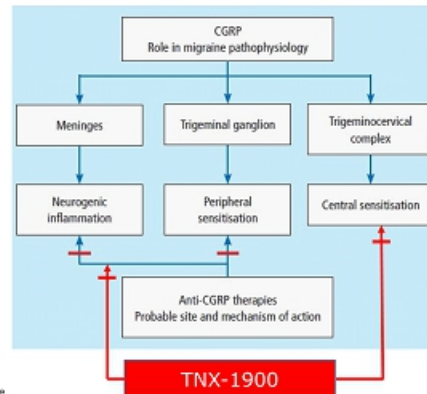 CGRP
Role in migraine pathophysiology
Meninges
Trigeminal ganglion
Trigeminocervical
complex
Neurogenic
inflammation
Peripheral
sensitisation
Central sensitisation
Anti-CGRP therapies
Probable site and mechanism of action
TNX-1900
e